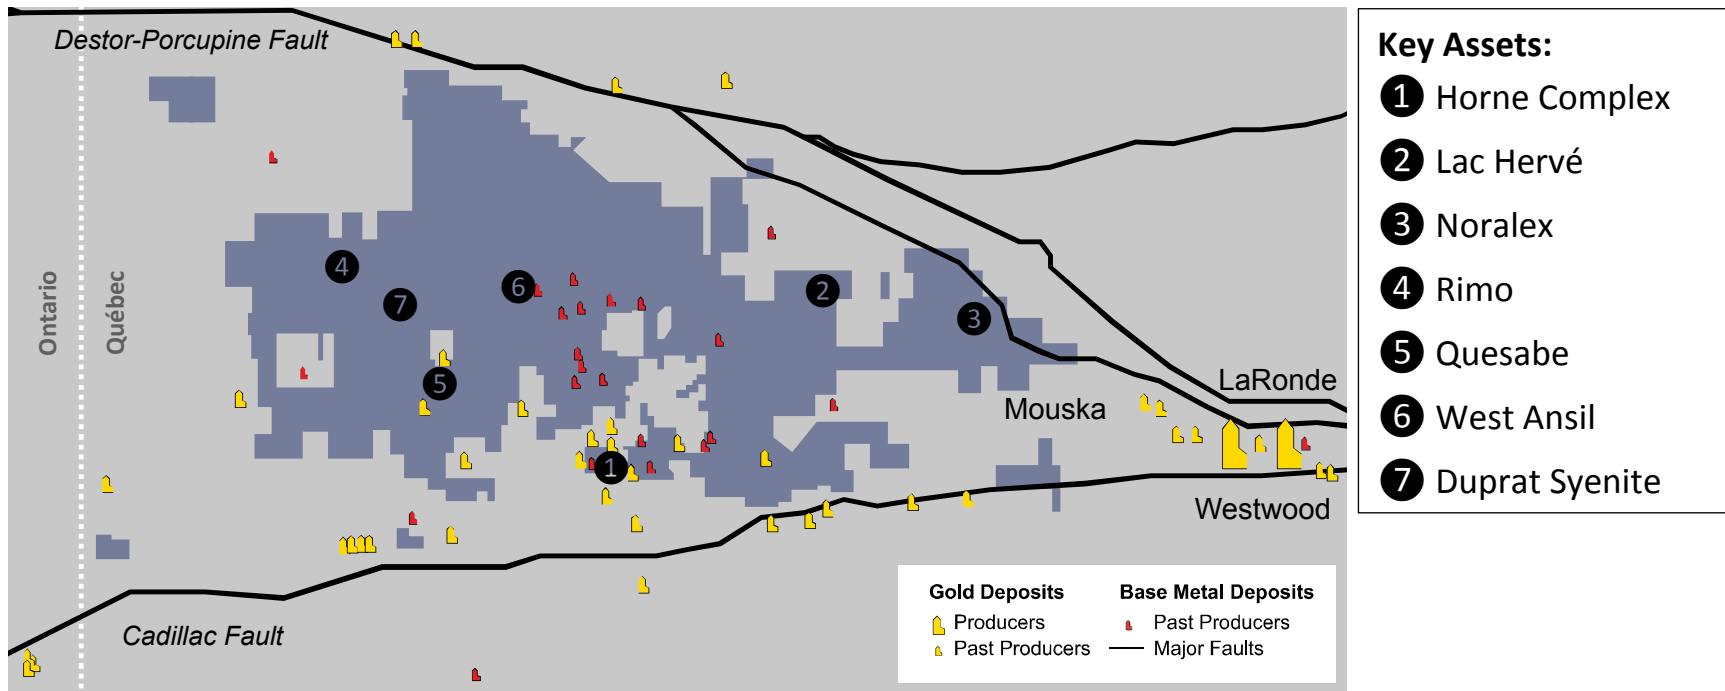 Destor-Porcupine Fault
Ontario
Québec
4
7
6
5
1
2
3
LaRonde
Mouska
Westwood
Cadillac Fault
Gold Deposits
Producers
Past Producers
Base Metal Deposits
Past Producers
Major Faults
Key Assets:
1 Horne Complex
2 Lac Hervé
3 Noralex
4 Rimo
5 Quesabe
6 West Ansil
7 Duprat Syenite